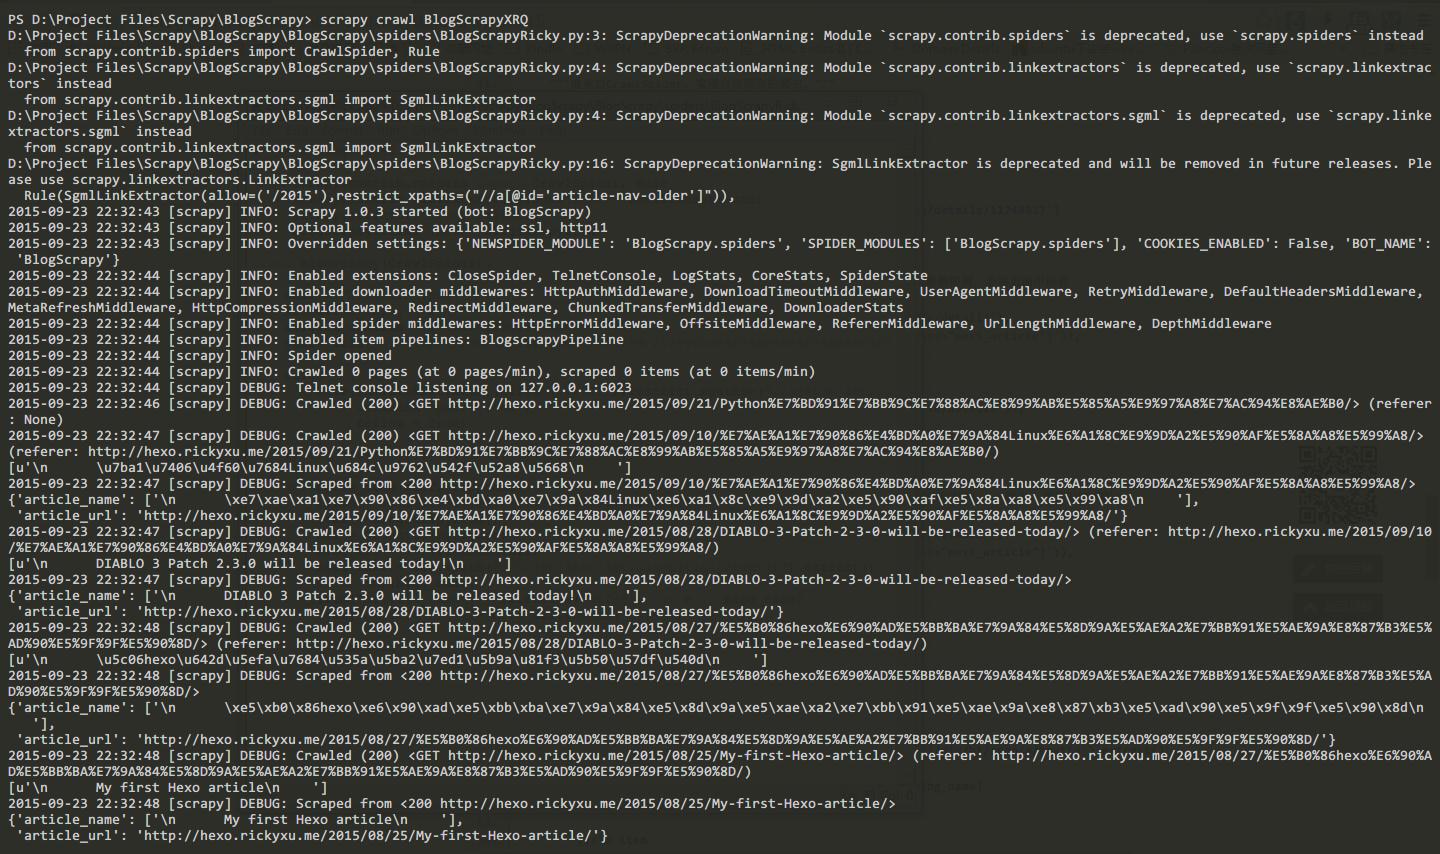 PS D:\Project Files\Scrapy\BlogScrapy> scrapy crawl BlogScrapyXRQ
D:\Project Files\Scrapy\BlogScrapy\BlogScrapy\spiders\BlogScrapyRicky.py:3: ScrapyDeprecationWarning: Module `scrapy.contrib.spiders` is deprecated, use `scrapy.spiders` instead
  from scrapy.contrib.spiders import CrawlSpider, Rule
D:\Project Files\Scrapy\BlogScrapy\BlogScrapy\spiders\BlogScrapyRicky.py:4: ScrapyDeprecationWarning: Module `scrapy.contrib.linkextractors` is deprecated, use `scrapy.linkextrac
tors` instead
  from scrapy.contrib.linkextractors.sgml import SgmlLinkExtractor
D:\Project Files\Scrapy\BlogScrapy\BlogScrapy\spiders\BlogScrapyRicky.py:4: ScrapyDeprecationWarning: Module `scrapy.contrib.linkextractors.sgml` is deprecated, use `scrapy.linke
xtractors.sgml` instead
  from scrapy.contrib.linkextractors.sgml import SgmlLinkExtractor
D:\Project Files\Scrapy\BlogScrapy\BlogScrapy\spiders\BlogScrapyRicky.py:16: ScrapyDeprecationWarning: SgmlLinkExtractor is deprecated and will be removed in future releases. Ple
ase use scrapy.linkextractors.LinkExtractor
  Rule(SgmlLinkExtractor(allow=('/2015'),restrict_xpaths=("//a[@id='article-nav-older']")),
2015-09-23 22:32:43 [scrapy] INFO: Scrapy 1.0.3 started (bot: BlogScrapy)
2015-09-23 22:32:43 [scrapy] INFO: Optional features available: ssl, http11
2015-09-23 22:32:43 [scrapy] INFO: Overridden settings: {'NEWSPIDER_MODULE': 'BlogScrapy.spiders', 'SPIDER_MODULES': ['BlogScrapy.spiders'], 'COOKIES_ENABLED': False, 'BOT_NAME':
 'BlogScrapy'}
2015-09-23 22:32:44 [scrapy] INFO: Enabled extensions: CloseSpider, TelnetConsole, LogStats, CoreStats, SpiderState
2015-09-23 22:32:44 [scrapy] INFO: Enabled downloader middlewares: HttpAuthMiddleware, DownloadTimeoutMiddleware, UserAgentMiddleware, RetryMiddleware, DefaultHeadersMiddleware,
MetaRefreshMiddleware, HttpCompressionMiddleware, RedirectMiddleware, ChunkedTransferMiddleware, DownloaderStats
2015-09-23 22:32:44 [scrapy] INFO: Enabled spider middlewares: HttpErrorMiddleware, OffsiteMiddleware, RefererMiddleware, UrlLengthMiddleware, DepthMiddleware
2015-09-23 22:32:44 [scrapy] INFO: Enabled item pipelines: BlogscrapyPipeline
2015-09-23 22:32:44 [scrapy] INFO: Spider opened
2015-09-23 22:32:44 [scrapy] INFO: Crawled 0 pages (at 0 pages/min), scraped 0 items (at 0 items/min)
2015-09-23 22:32:44 [scrapy] DEBUG: Telnet console listening on 127.0.0.1:6023
2015-09-23 22:32:46 [scrapy] DEBUG: Crawled (200) <GET http://hexo.rickyxu.me/2015/09/21/Python%E7%BD%91%E7%BB%9C%E7%88%AC%E8%99%AB%E5%85%A5%E9%97%A8%E7%AC%94%E8%AE%B0/> (referer
: None)
2015-09-23 22:32:47 [scrapy] DEBUG: Crawled (200) <GET http://hexo.rickyxu.me/2015/09/10/%E7%AE%A1%E7%90%86%E4%BD%A0%E7%9A%84Linux%E6%A1%8C%E9%9D%A2%E5%90%AF%E5%8A%A8%E5%99%A8/>
(referer: http://hexo.rickyxu.me/2015/09/21/Python%E7%BD%91%E7%BB%9C%E7%88%AC%E8%99%AB%E5%85%A5%E9%97%A8%E7%AC%94%E8%AE%B0/)
[u'\n      \u7ba1\u7406\u4f60\u7684Linux\u684c\u9762\u542f\u52a8\u5668\n    ']
2015-09-23 22:32:47 [scrapy] DEBUG: Scraped from <200 http://hexo.rickyxu.me/2015/09/10/%E7%AE%A1%E7%90%86%E4%BD%A0%E7%9A%84Linux%E6%A1%8C%E9%9D%A2%E5%90%AF%E5%8A%A8%E5%99%A8/>
{'article_name': ['\n      \xe7\xae\xa1\xe7\x90\x86\xe4\xbd\xa0\xe7\x9a\x84Linux\xe6\xa1\x8c\xe9\x9d\xa2\xe5\x90\xaf\xe5\x8a\xa8\xe5\x99\xa8\n    '],
 'article_url': 'http://hexo.rickyxu.me/2015/09/10/%E7%AE%A1%E7%90%86%E4%BD%A0%E7%9A%84Linux%E6%A1%8C%E9%9D%A2%E5%90%AF%E5%8A%A8%E5%99%A8/'}
2015-09-23 22:32:47 [scrapy] DEBUG: Crawled (200) <GET http://hexo.rickyxu.me/2015/08/28/DIABLO-3-Patch-2-3-0-will-be-released-today/> (referer: http://hexo.rickyxu.me/2015/09/10
/%E7%AE%A1%E7%90%86%E4%BD%A0%E7%9A%84Linux%E6%A1%8C%E9%9D%A2%E5%90%AF%E5%8A%A8%E5%99%A8/)
[u'\n      DIABLO 3 Patch 2.3.0 will be released today!\n    ']
2015-09-23 22:32:47 [scrapy] DEBUG: Scraped from <200 http://hexo.rickyxu.me/2015/08/28/DIABLO-3-Patch-2-3-0-will-be-released-today/>
{'article_name': ['\n      DIABLO 3 Patch 2.3.0 will be released today!\n    '],
 'article_url': 'http://hexo.rickyxu.me/2015/08/28/DIABLO-3-Patch-2-3-0-will-be-released-today/'}
2015-09-23 22:32:48 [scrapy] DEBUG: Crawled (200) <GET http://hexo.rickyxu.me/2015/08/27/%E5%B0%86hexo%E6%90%AD%E5%BB%BA%E7%9A%84%E5%8D%9A%E5%AE%A2%E7%BB%91%E5%AE%9A%E8%87%B3%E5%
AD%90%E5%9F%9F%E5%90%8D/> (referer: http://hexo.rickyxu.me/2015/08/28/DIABLO-3-Patch-2-3-0-will-be-released-today/)
[u'\n      \u5c06hexo\u642d\u5efa\u7684\u535a\u5ba2\u7ed1\u5b9a\u81f3\u5b50\u57df\u540d\n    ']
2015-09-23 22:32:48 [scrapy] DEBUG: Scraped from <200 http://hexo.rickyxu.me/2015/08/27/%E5%B0%86hexo%E6%90%AD%E5%BB%BA%E7%9A%84%E5%8D%9A%E5%AE%A2%E7%BB%91%E5%AE%9A%E8%87%B3%E5%A
D%90%E5%9F%9F%E5%90%8D/>
{'article_name': ['\n      \xe5\xb0\x86hexo\xe6\x90\xad\xe5\xbb\xba\xe7\x9a\x84\xe5\x8d\x9a\xe5\xae\xa2\xe7\xbb\x91\xe5\xae\x9a\xe8\x87\xb3\xe5\xad\x90\xe5\x9f\x9f\xe5\x90\x8d\n
   '],
 'article_url': 'http://hexo.rickyxu.me/2015/08/27/%E5%B0%86hexo%E6%90%AD%E5%BB%BA%E7%9A%84%E5%8D%9A%E5%AE%A2%E7%BB%91%E5%AE%9A%E8%87%B3%E5%AD%90%E5%9F%9F%E5%90%8D/'}
2015-09-23 22:32:48 [scrapy] DEBUG: Crawled (200) <GET http://hexo.rickyxu.me/2015/08/25/My-first-Hexo-article/> (referer: http://hexo.rickyxu.me/2015/08/27/%E5%B0%86hexo%E6%90%A
D%E5%BB%BA%E7%9A%84%E5%8D%9A%E5%AE%A2%E7%BB%91%E5%AE%9A%E8%87%B3%E5%AD%90%E5%9F%9F%E5%90%8D/)
[u'\n      My first Hexo article\n    ']
2015-09-23 22:32:48 [scrapy] DEBUG: Scraped from <200 http://hexo.rickyxu.me/2015/08/25/My-first-Hexo-article/>
{'article_name': ['\n      My first Hexo article\n    '],
 'article_url': 'http://hexo.rickyxu.me/2015/08/25/My-first-Hexo-article/'}